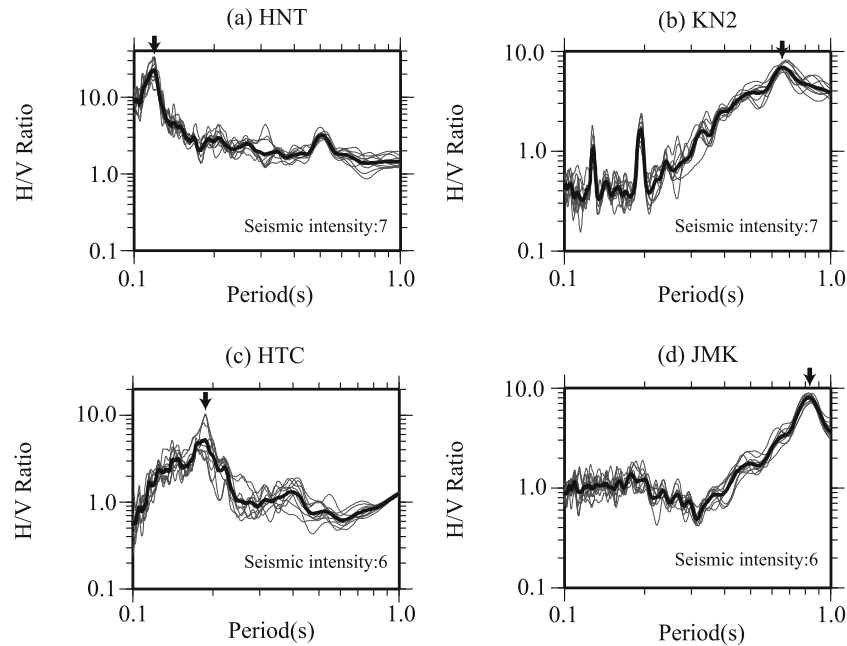 (a) HNT
H/V Ratio
10.0
1.0
0.1
Seismic intensity:7
0.1
1.0
Period(s)
(b) KN2
H/V Ratio
10.0
1.0
0.1
Seismic intensity:7
0.1
1.0
Period(s)
(c) HTC
H/V Ratio
10.0
1.0
0.1
Seismic intensity:6
0.1
1.0
Period(s)
(d) JMK
H/V Ratio
10.0
1.0
0.1
Seismic intensity:6
0.1
1.0
Period(s)